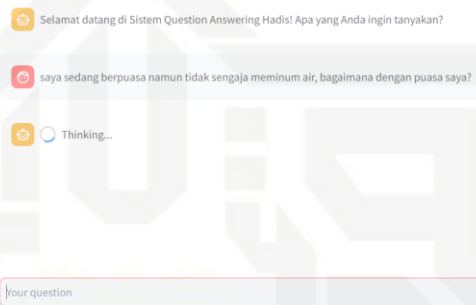 Selamat datang di Sistem Question Answering Hadis! Apa yang Anda ingin tanyakan?
saya sedang berpuasa namun tidak sengaja meminum air, bagaimana dengan puasa saya?
Thinking...
Your question